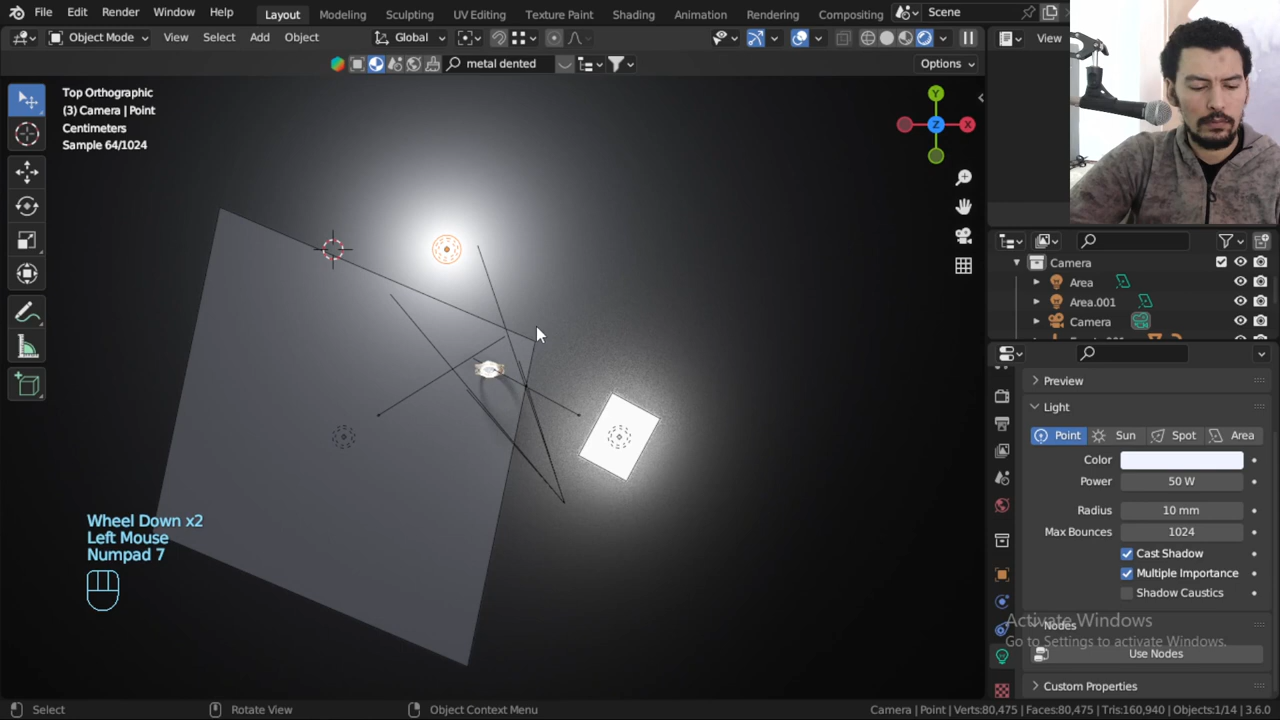 File Edit Render Window Help Layout Modeling Sculpting UV Editing Texture Paint Shading Animation Rendering Compositing Scene
Object Mode View Select Add Object Global View
metal dented Options
Top Orthographic
(3) Camera | Point
Centimeters
Sample 64/1024
Y
Z
X
Camera
Area
Area.001
Camera
Preview
Light
Point Sun Spot Area
Color
Power 50 W
Radius 10 mm
Max Bounces 1024
Cast Shadow
Multiple Importance
Shadow Caustics
Nodes
Use Nodes
Custom Properties
Activate Windows
Go to Settings to activate Windows.
Wheel Down x2
Left Mouse
Numpad 7
Select Rotate View Object Context Menu Camera | Point | Verts:80,475 | Faces:80,475 | Tris:160,940 | Objects:1/14 | 3.6.0